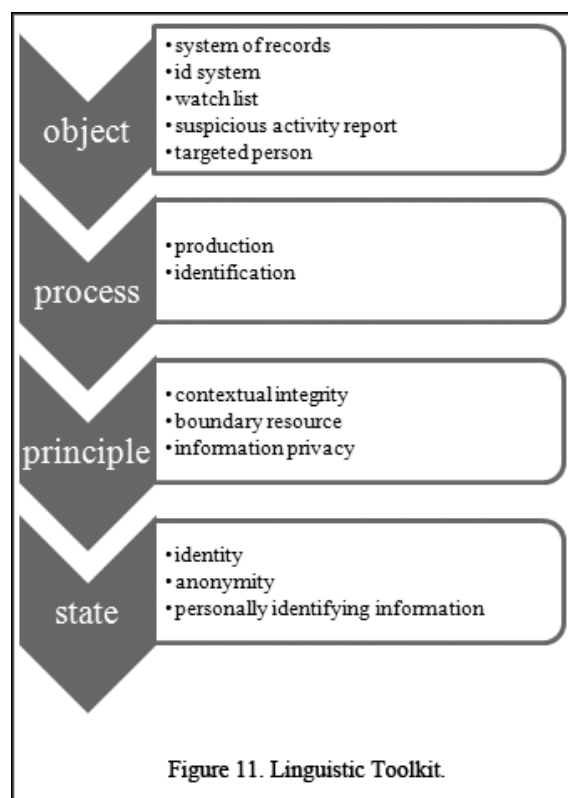 object
• system of records
• id system
• watch list
• suspicious activity report
• targeted person
process
• production
• identification
principle
• contextual integrity
• boundary resource
• information privacy
state
• identity
• anonymity
• personally identifying information
Figure 11. Linguistic Toolkit.